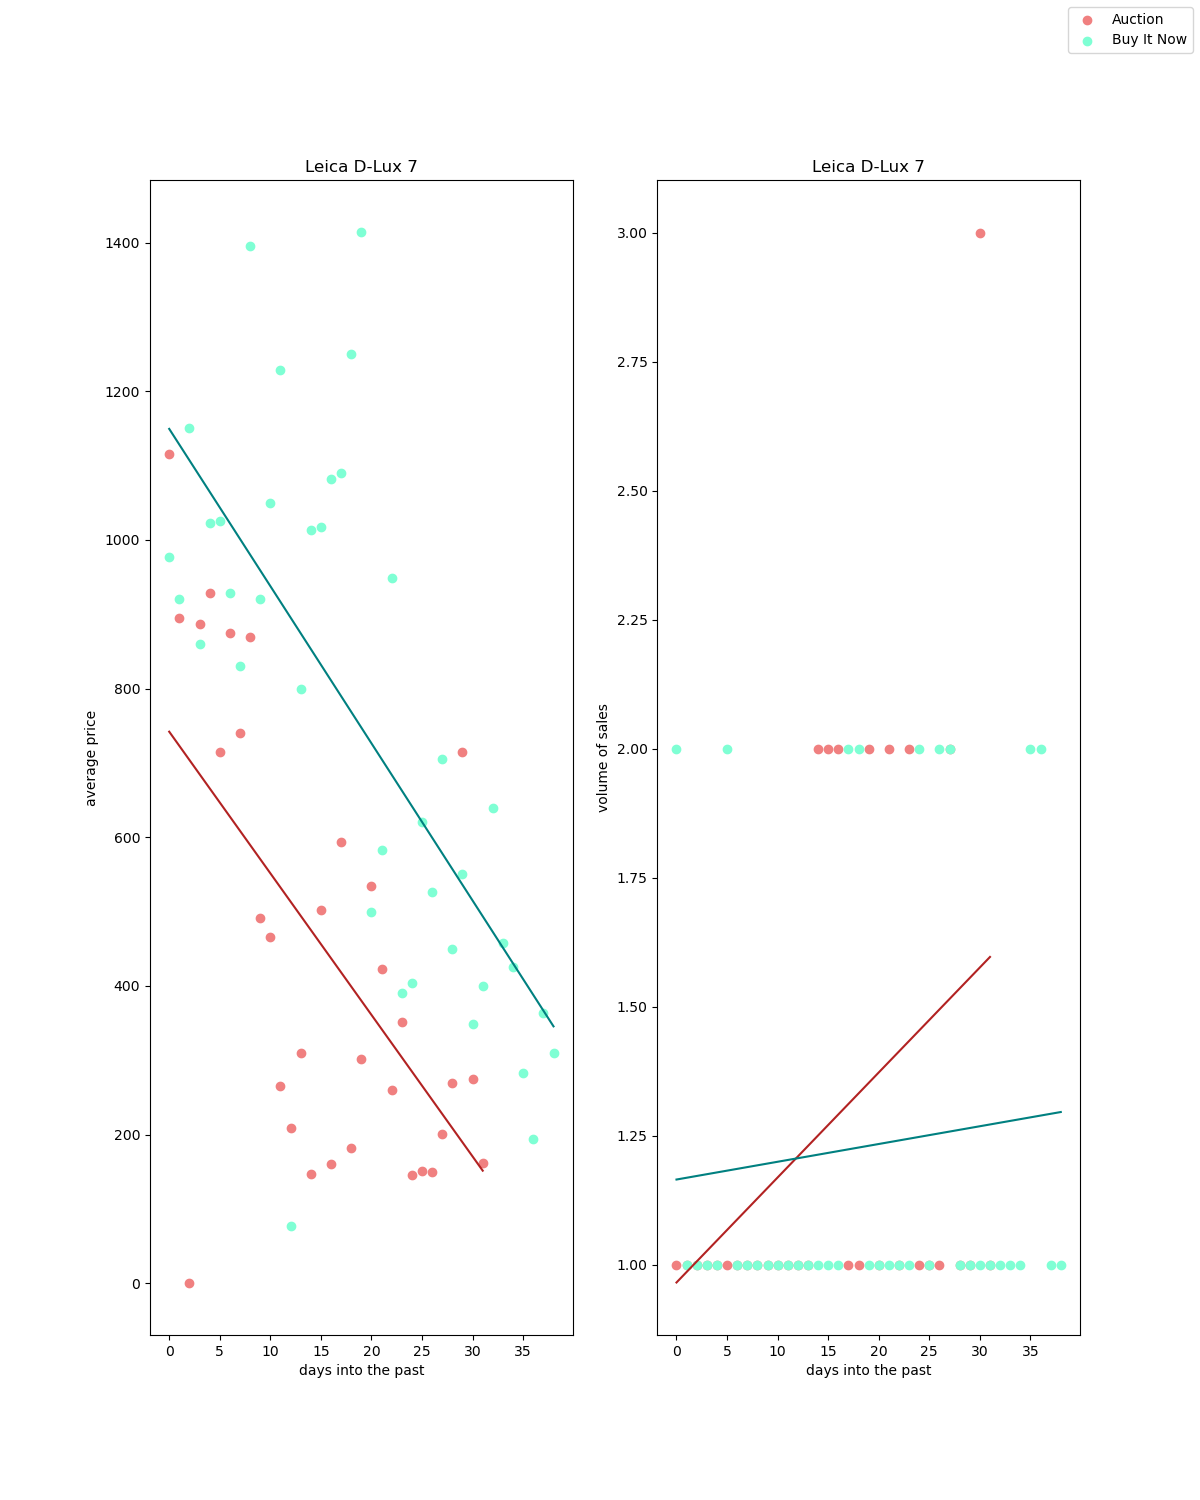 Auction
Buy It Now
Leica D-Lux 7
1400
1200
1000
800
600
400
200
0
average price
0 5 10 15 20 25 30 35
days into the past
Leica D-Lux 7
3.00
2.75
2.50
2.25
2.00
1.75
1.50
1.25
1.00
volume of sales
0 5 10 15 20 25 30 35
days into the past